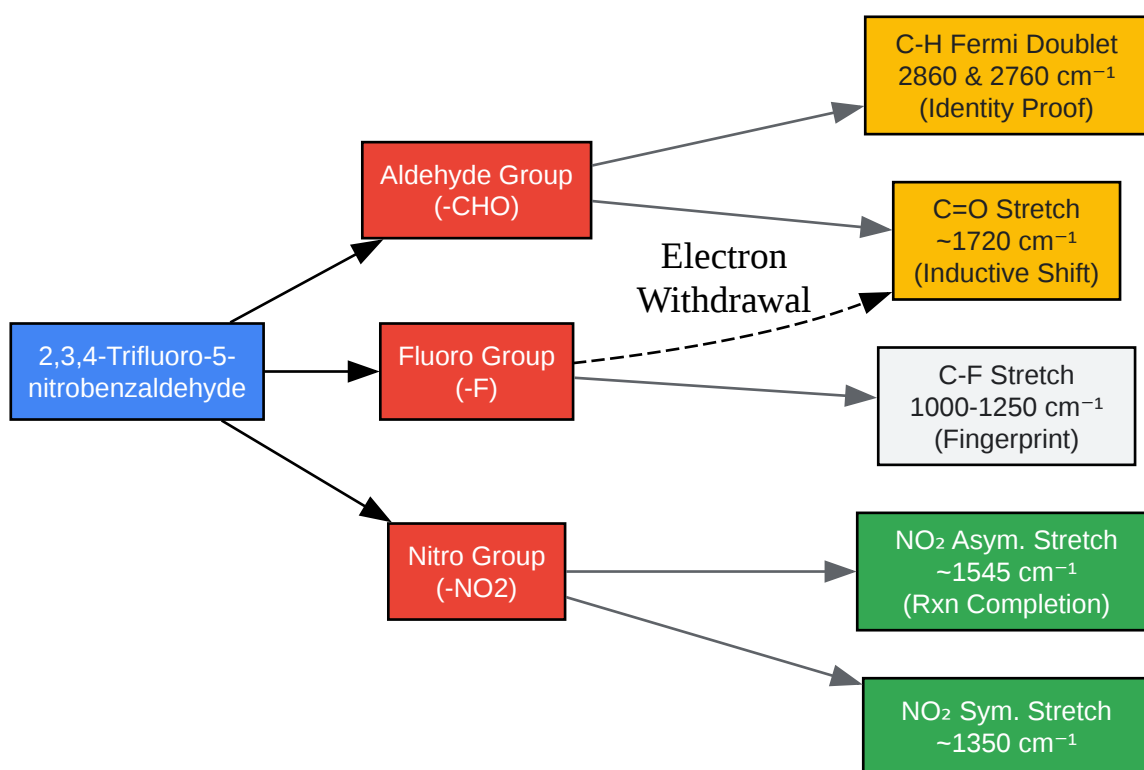 2,3,4-Trifluoro-5-
nitrobenzaldehyde
Aldehyde Group
(-CHO)
Fluoro Group
(-F)
Nitro Group
(-NO2)
Electron
Withdrawal
C-H Fermi Doublet
2860 & 2760 cm⁻¹
(Identity Proof)
C=O Stretch
~1720 cm⁻¹
(Inductive Shift)
C-F Stretch
1000-1250 cm⁻¹
(Fingerprint)
NO₂ Asym. Stretch
~1545 cm⁻¹
(Rxn Completion)
NO₂ Sym. Stretch
~1350 cm⁻¹